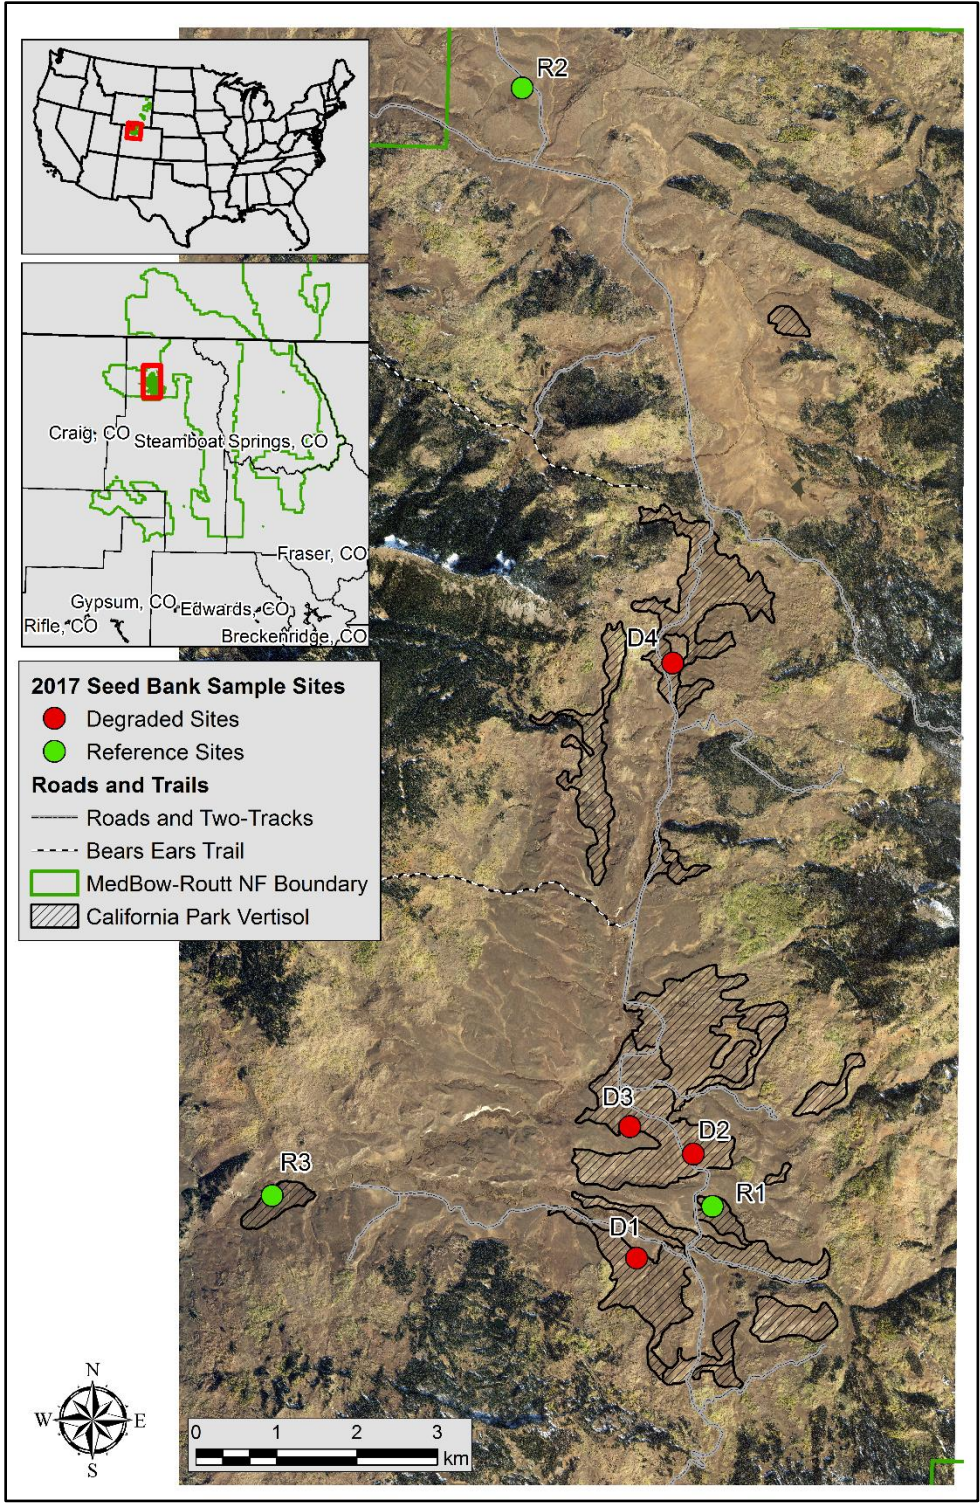 R2
Craig, CO
Steamboat Springs, CO
Fraser, CO
Gypsum, CO
Edwards, CO
Rifle, CO
Breckenridge, CO
D4
2017 Seed Bank Sample Sites
Degraded Sites
Reference Sites
Roads and Trails
Roads and Two-Tracks
Bears Ears Trail
MedBow-Routt NF Boundary
California Park Vertisol
D3
D2
R3
R1
D1
N
W
E
S
0 1 2 3
km